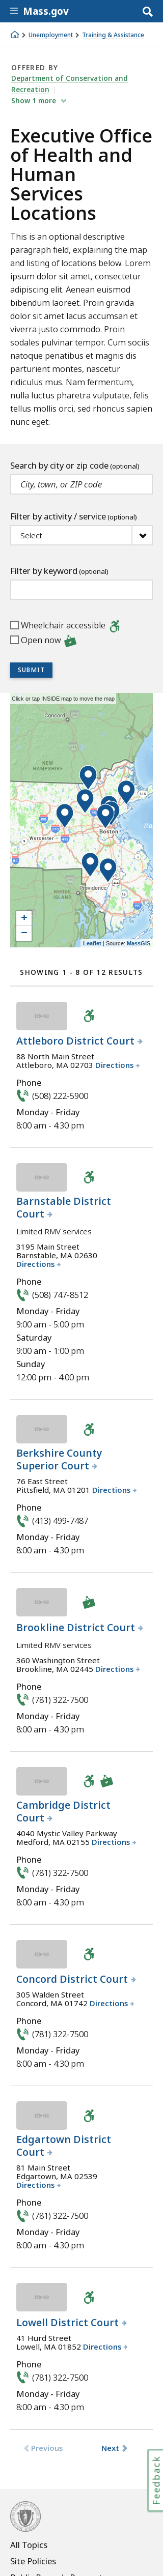 Mass.gov
Unemployment > Training & Assistance
OFFERED BY
Department of Conservation and
Recreation
Show 1 more
Executive Office
of Health and
Human
Services
Locations
This is an optional descriptive
paragraph field, explaining the map
and type of locations below. Lorem
ipsum dolor sit amet, consectetur
adipiscing elit. Aenean euismod
bibendum laoreet. Proin gravida
dolor sit amet lacus accumsan et
viverra justo commodo. Proin
sodales pulvinar tempor. Cum sociis
natoque penatibus et magnis dis
parturient montes, nascetur
ridiculus mus. Nam fermentum,
nulla luctus pharetra vulputate, felis
tellus mollis orci, sed rhoncus sapien
nunc eget.
Search by city or zip code (optional)
City, town, or ZIP code
Filter by activity / service (optional)
Select
Filter by keyword (optional)
Wheelchair accessible
Open now
SUBMIT
Click or tap INSIDE map to move the map
Concord
NEW
HAMPSHIRE
Worcester
Boston
Providence
RHODE
ISLAND
+
−
Leaflet | Source: MassGIS
SHOWING 1 - 8 OF 12 RESULTS
Attleboro District Court
88 North Main Street
Attleboro, MA 02703 Directions
Phone
(508) 222-5900
Monday - Friday
8:00 am - 4:30 pm
Barnstable District
Court
Limited RMV services
3195 Main Street
Barnstable, MA 02630
Directions
Phone
(508) 747-8512
Monday - Friday
9:00 am - 5:00 pm
Saturday
9:00 am - 1:00 pm
Sunday
12:00 pm - 4:00 pm
Berkshire County
Superior Court
76 East Street
Pittsfield, MA 01201 Directions
Phone
(413) 499-7487
Monday - Friday
8:00 am - 4:30 pm
Brookline District Court
Limited RMV services
360 Washington Street
Brookline, MA 02445 Directions
Phone
(781) 322-7500
Monday - Friday
8:00 am - 4:30 pm
Cambridge District
Court
4040 Mystic Valley Parkway
Medford, MA 02155 Directions
Phone
(781) 322-7500
Monday - Friday
8:00 am - 4:30 pm
Concord District Court
305 Walden Street
Concord, MA 01742 Directions
Phone
(781) 322-7500
Monday - Friday
8:00 am - 4:30 pm
Edgartown District
Court
81 Main Street
Edgartown, MA 02539
Directions
Phone
(781) 322-7500
Monday - Friday
8:00 am - 4:30 pm
Lowell District Court
41 Hurd Street
Lowell, MA 01852 Directions
Phone
(781) 322-7500
Monday - Friday
8:00 am - 4:30 pm
Previous
Next
Feedback
All Topics
Site Policies